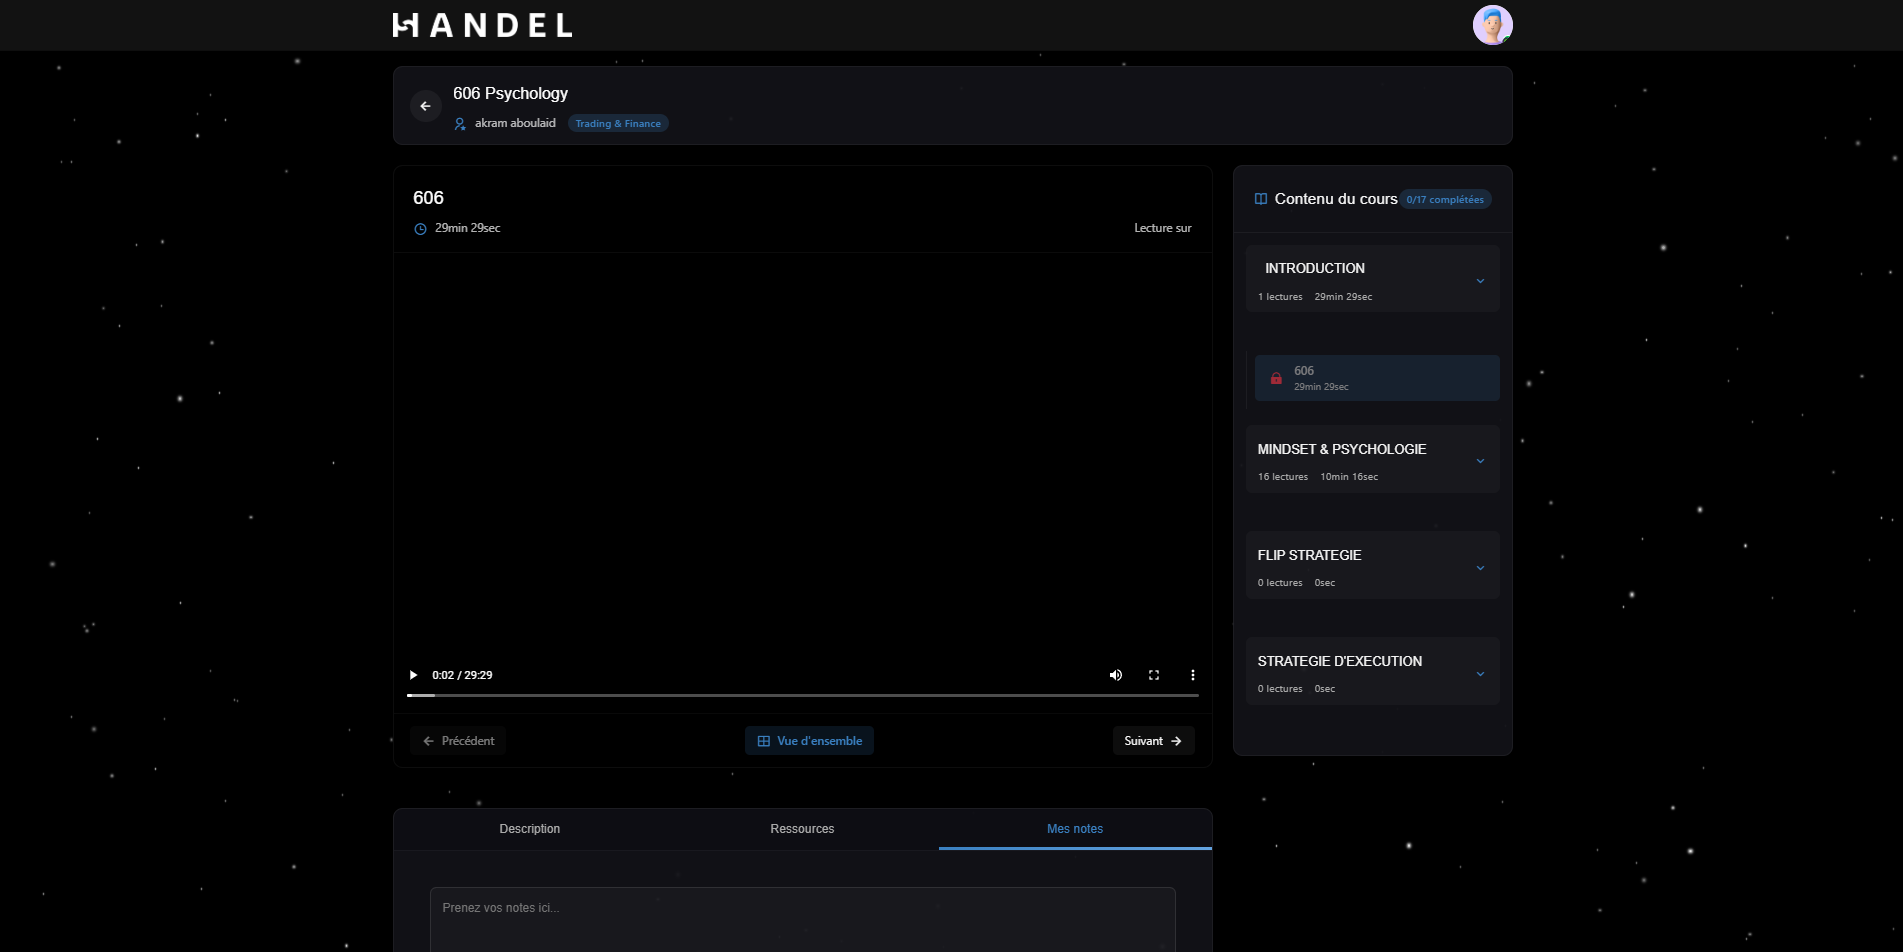 HANDEL
606 Psychology
akram aboulaid Trading & Finance
606
29min 29sec
Lecture sur
0:02 / 29:29
Précédent
Vue d'ensemble
Suivant
Contenu du cours 0/17 complétées
INTRODUCTION
1 lectures 29min 29sec
606
29min 29sec
MINDSET & PSYCHOLOGIE
16 lectures 10min 16sec
FLIP STRATEGIE
0 lectures 0sec
STRATEGIE D'EXECUTION
0 lectures 0sec
Description
Ressources
Mes notes
Prenez vos notes ici...